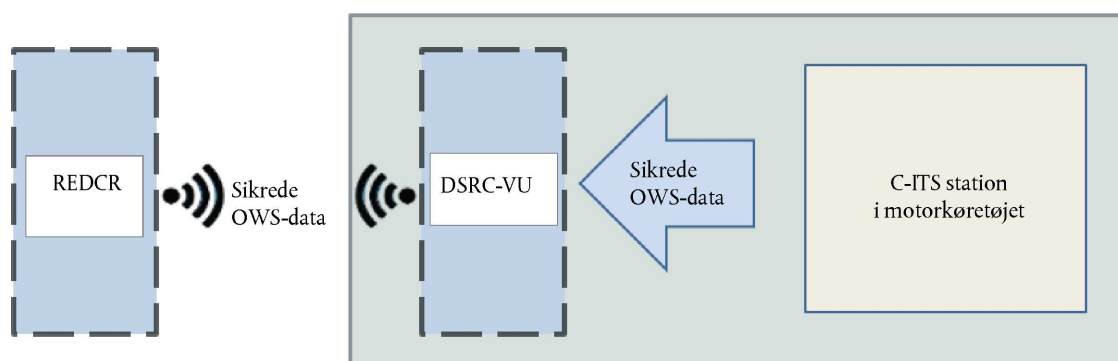 REDCR
Sikrede
OWS-data
DSRC-VU
Sikrede
OWS-data
C-ITS station
i motorkøretøjet